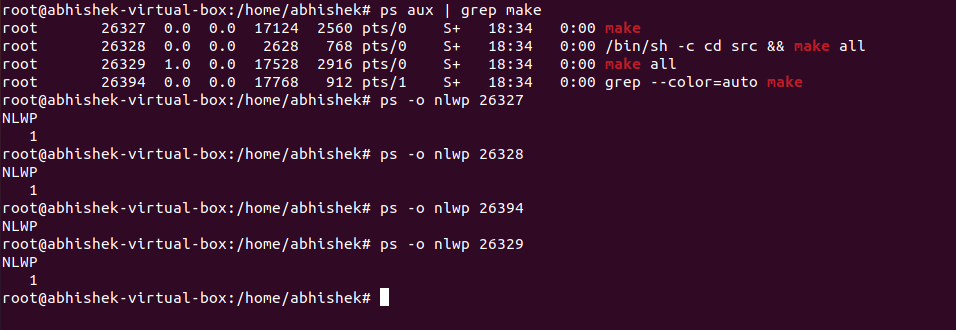 root@abhishek-virtual-box:/home/abhishek# ps aux | grep make
root       26327  0.0  0.0  17124  2560 pts/0    S+   18:34   0:00 make
root       26328  0.0  0.0   2628   768 pts/0    S+   18:34   0:00 /bin/sh -c cd src && make all
root       26329  1.0  0.0  17528  2916 pts/0    S+   18:34   0:00 make all
root       26394  0.0  0.0  17768   912 pts/1    S+   18:34   0:00 grep --color=auto make
root@abhishek-virtual-box:/home/abhishek# ps -o nlwp 26327
NLWP
   1
root@abhishek-virtual-box:/home/abhishek# ps -o nlwp 26328
NLWP
   1
root@abhishek-virtual-box:/home/abhishek# ps -o nlwp 26394
NLWP
root@abhishek-virtual-box:/home/abhishek# ps -o nlwp 26329
NLWP
   1
root@abhishek-virtual-box:/home/abhishek#